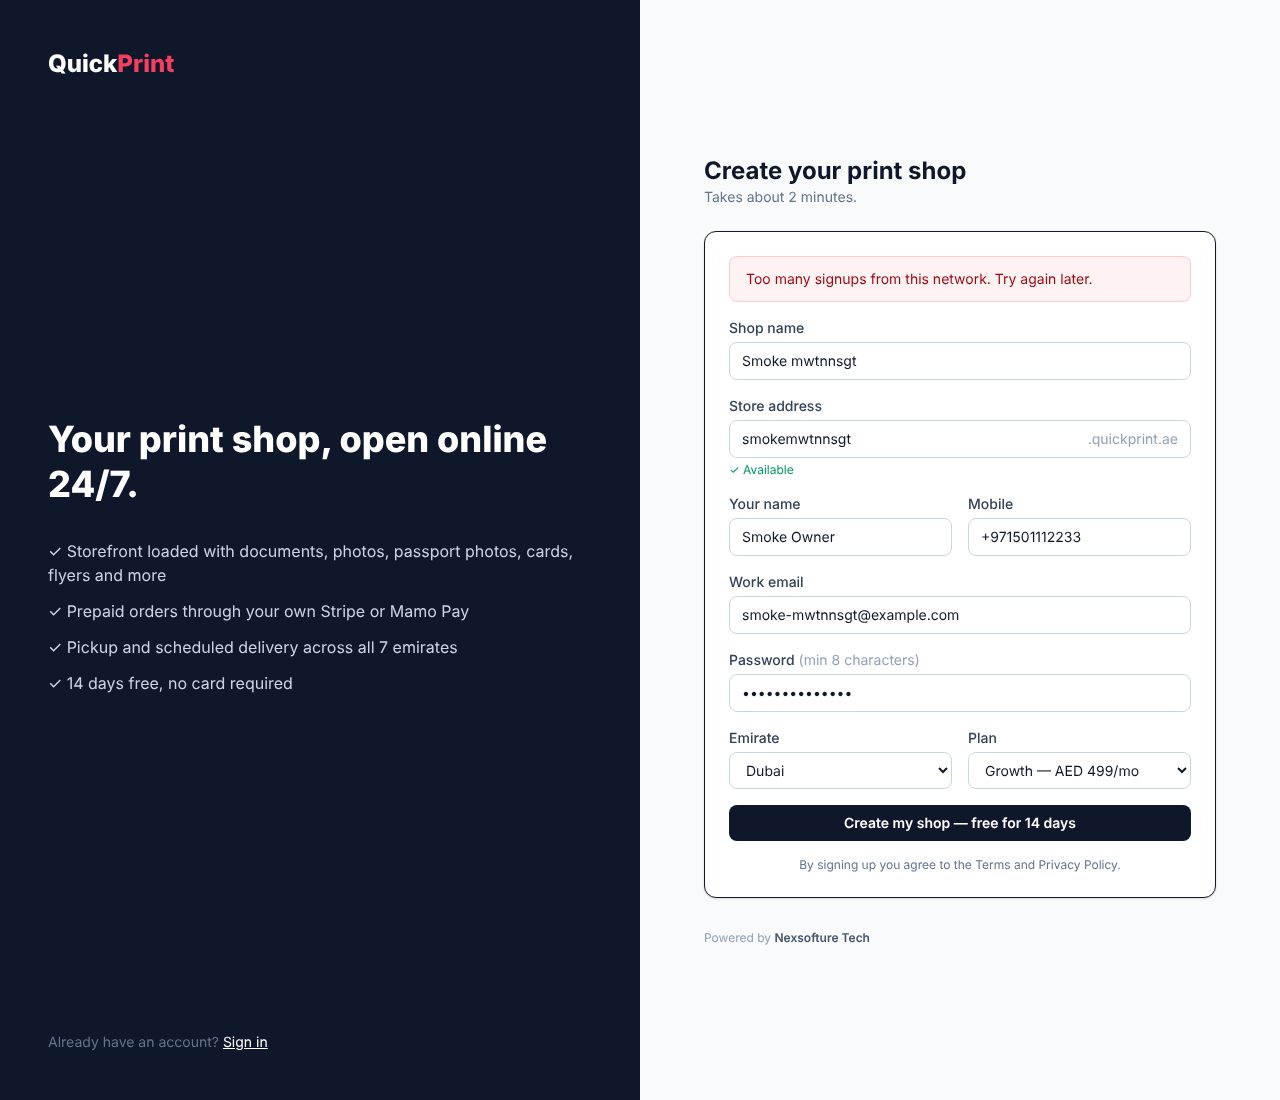 QuickPrint
Your print shop, open online
24/7.
✓ Storefront loaded with documents, photos, passport photos, cards,
flyers and more
✓ Prepaid orders through your own Stripe or Mamo Pay
✓ Pickup and scheduled delivery across all 7 emirates
✓ 14 days free, no card required
Already have an account? Sign in
Create your print shop
Takes about 2 minutes.
Too many signups from this network. Try again later.
Shop name
Smoke mwtnnsgt
Store address
smokemwtnnsgt .quickprint.ae
✓ Available
Your name Mobile
Smoke Owner +971501112233
Work email
smoke-mwtnnsgt@example.com
Password (min 8 characters)
••••••••••••••
Emirate Plan
Dubai Growth — AED 499/mo
Create my shop — free for 14 days
By signing up you agree to the Terms and Privacy Policy.
Powered by Nexsofture Tech